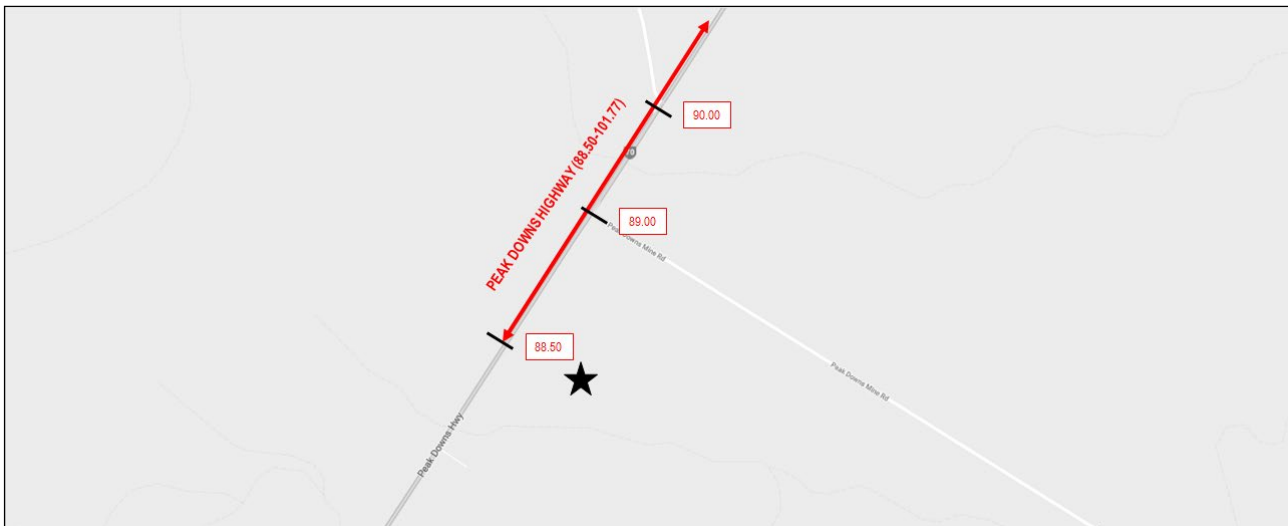 90.00
PEAK DOWNS HIGHWAY (88.50-101.77)
89.00
Peak Downs Mine Rd
88.50
Peak Downs Mine Rd
Peak Downs Hwy